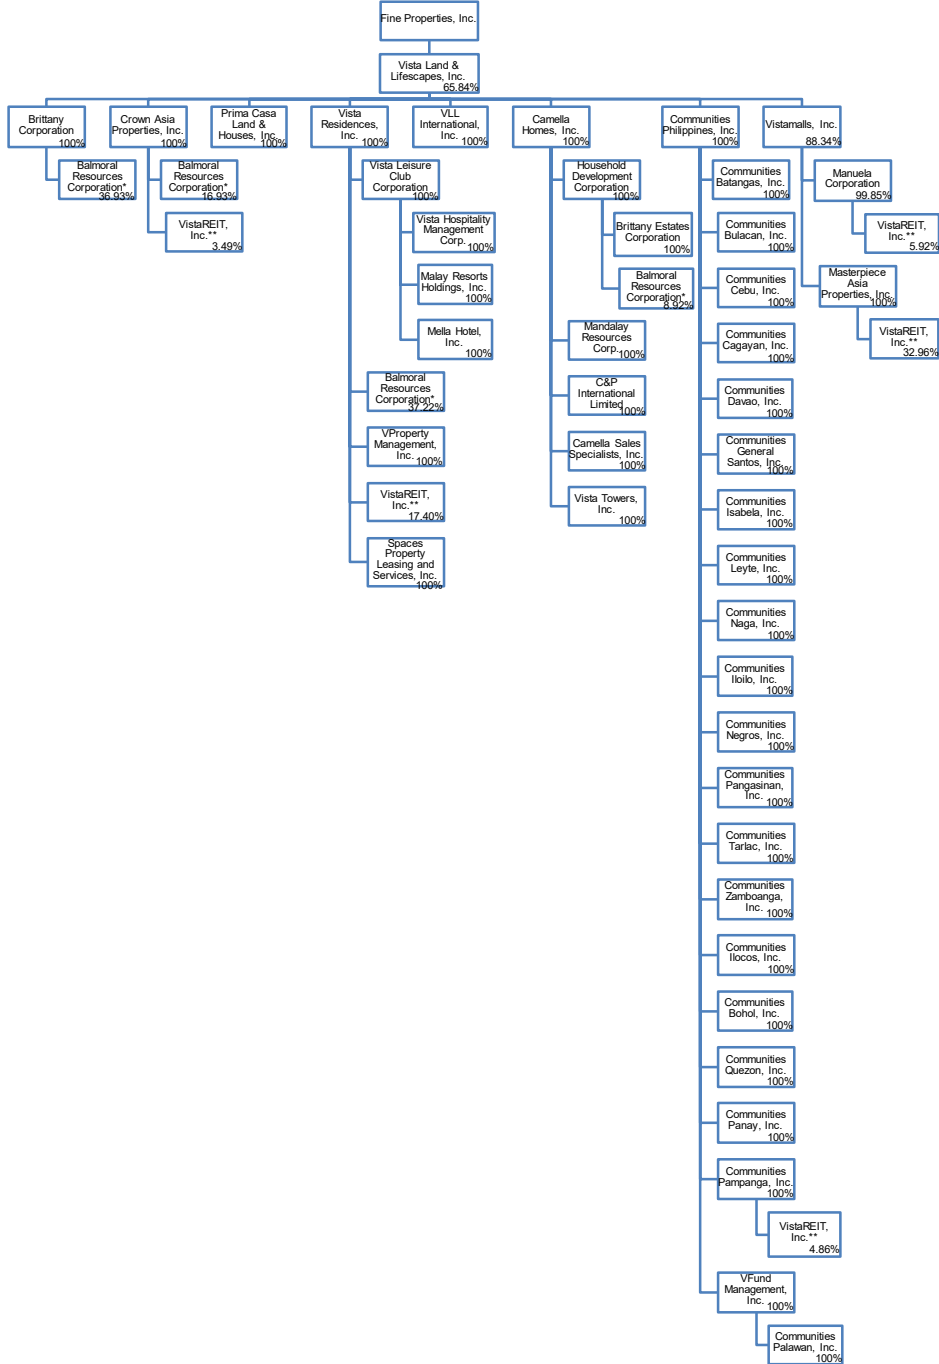 Fine Properties, Inc.
Vista Land &
Lifescapes, Inc.
65.84%
Brittany
Corporation
100%
Crown Asia
Properties, Inc.
100%
Prima Casa
Land &
Houses, Inc.
100%
Vista
Residences,
Inc.
100%
VLL
International,
Inc.
100%
Camella
Homes, Inc.
100%
Communities
Philippines, Inc.
100%
Vistamalls, Inc.
88.34%
Balmoral
Resources
Corporation*
36.93%
Balmoral
Resources
Corporation*
16.93%
VistaREIT,
Inc.**
3.49%
Vista Leisure
Club
Corporation
100%
Vista Hospitality
Management
Corp.
100%
Malay Resorts
Holdings, Inc.
100%
Mella Hotel,
Inc.
100%
Balmoral
Resources
Corporation*
37.22%
VProperty
Management,
Inc.
100%
VistaREIT,
Inc.**
17.40%
Spaces
Property
Leasing and
Services, Inc.
100%
Household
Development
Corporation
100%
Brittany Estates
Corporation
100%
Balmoral
Resources
Corporation*
8.92%
Mandalay
Resources
Corp.
100%
C&P
International
Limited
100%
Camella Sales
Specialists, Inc.
100%
Vista Towers,
Inc.
100%
Communities
Batangas, Inc.
100%
Communities
Bulacan, Inc.
100%
Communities
Cebu, Inc.
100%
Communities
Cagayan, Inc.
100%
Communities
Davao, Inc.
100%
Communities
General
Santos, Inc.
100%
Communities
Isabela, Inc.
100%
Communities
Leyte, Inc.
100%
Communities
Naga, Inc.
100%
Communities
Iloilo, Inc.
100%
Communities
Negros, Inc.
100%
Communities
Pangasinan,
Inc.
100%
Communities
Tarlac, Inc.
100%
Communities
Zamboanga,
Inc.
100%
Communities
Ilocos, Inc.
100%
Communities
Bohol, Inc.
100%
Communities
Quezon, Inc.
100%
Communities
Panay, Inc.
100%
Communities
Pampanga, Inc.
100%
VistaREIT,
Inc.**
4.86%
VFund
Management,
Inc.
100%
Communities
Palawan, Inc.
100%
Manuela
Corporation
99.85%
VistaREIT,
Inc.**
5.92%
Masterpiece
Asia
Properties, Inc.
100%
VistaREIT,
Inc.**
32.96%